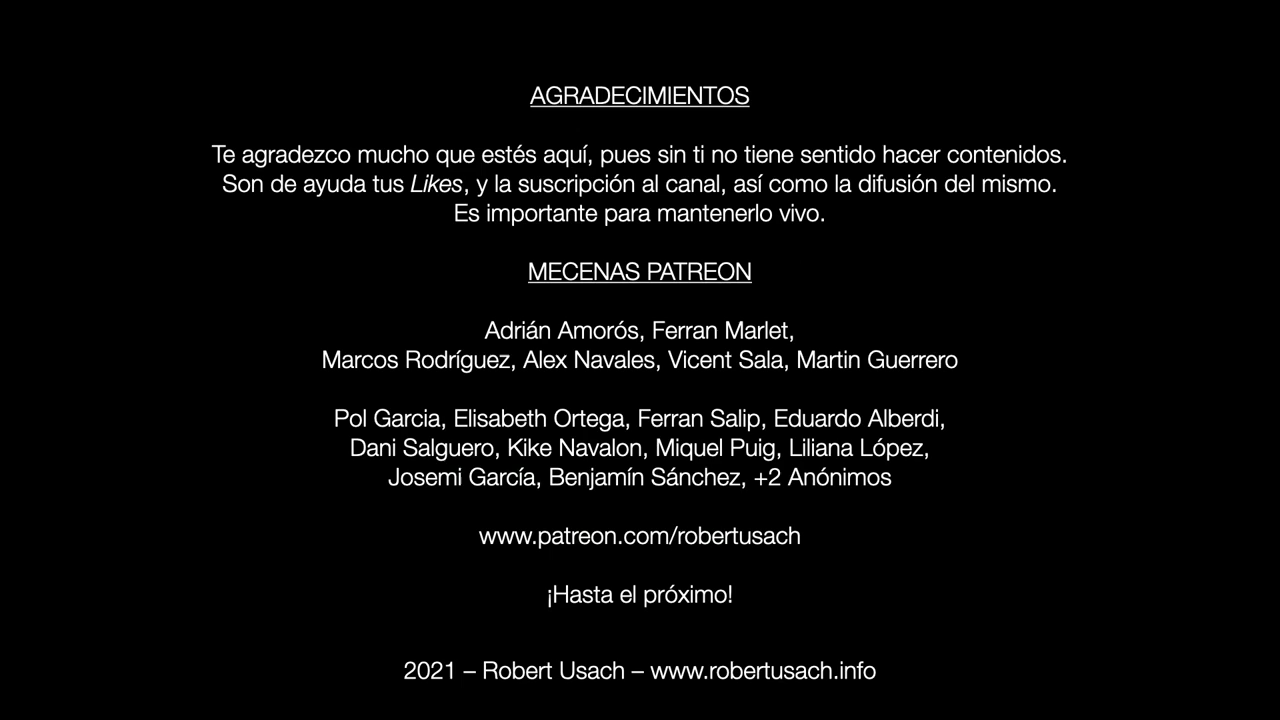 AGRADECIMIENTOS
Te agradezco mucho que estés aquí, pues sin ti no tiene sentido hacer contenidos.
Son de ayuda tus Likes, y la suscripción al canal, así como la difusión del mismo.
Es importante para mantenerlo vivo.
MECENAS PATREON
Adrián Amorós, Ferran Marlet,
Marcos Rodríguez, Alex Navales, Vicent Sala, Martin Guerrero
Pol Garcia, Elisabeth Ortega, Ferran Salip, Eduardo Alberdi,
Dani Salguero, Kike Navalon, Miquel Puig, Liliana López,
Josemi García, Benjamín Sánchez, +2 Anónimos
www.patreon.com/robertusach
¡Hasta el próximo!
2021 – Robert Usach – www.robertusach.info